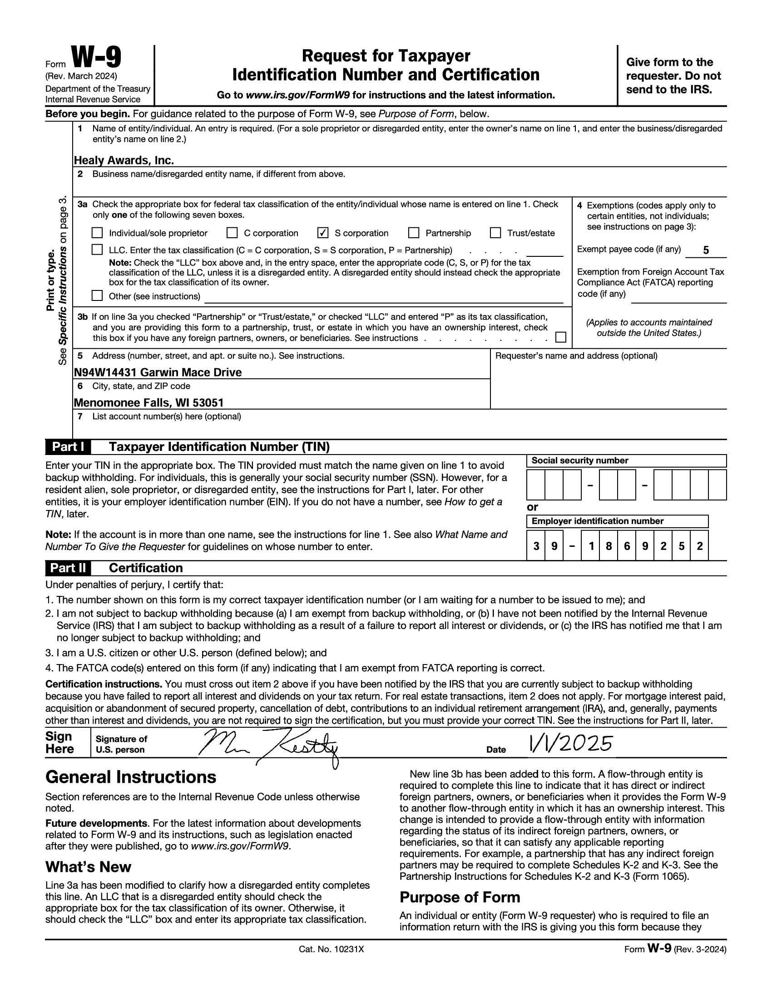 Form W-9
(Rev. March 2024)
Department of the Treasury
Internal Revenue Service
Request for Taxpayer
Identification Number and Certification
Go to www.irs.gov/FormW9 for instructions and the latest information.
Give form to the
requester. Do not
send to the IRS.
Before you begin. For guidance related to the purpose of Form W-9, see Purpose of Form, below.
Print or type.
See Specific Instructions on page 3.
1 Name of entity/individual. An entry is required. (For a sole proprietor or disregarded entity, enter the owner’s name on line 1, and enter the business/disregarded
entity’s name on line 2.)
Healy Awards, Inc.
2 Business name/disregarded entity name, if different from above.
3a Check the appropriate box for federal tax classification of the entity/individual whose name is entered on line 1. Check
only one of the following seven boxes.
Individual/sole proprietor C corporation ✓ S corporation Partnership Trust/estate
LLC. Enter the tax classification (C = C corporation, S = S corporation, P = Partnership) . . . .
Note: Check the “LLC” box above and, in the entry space, enter the appropriate code (C, S, or P) for the tax
classification of the LLC, unless it is a disregarded entity. A disregarded entity should instead check the appropriate
box for the tax classification of its owner.
Other (see instructions)
3b If on line 3a you checked “Partnership” or “Trust/estate,” or checked “LLC” and entered “P” as its tax classification,
and you are providing this form to a partnership, trust, or estate in which you have an ownership interest, check
this box if you have any foreign partners, owners, or beneficiaries. See instructions . . . . . . . . .
4 Exemptions (codes apply only to
certain entities, not individuals;
see instructions on page 3):
Exempt payee code (if any) 5
Exemption from Foreign Account Tax
Compliance Act (FATCA) reporting
code (if any)
(Applies to accounts maintained
outside the United States.)
5 Address (number, street, and apt. or suite no.). See instructions.
N94W14431 Garwin Mace Drive
6 City, state, and ZIP code
Menomonee Falls, WI 53051
Requester’s name and address (optional)
7 List account number(s) here (optional)
Part I Taxpayer Identification Number (TIN)
Enter your TIN in the appropriate box. The TIN provided must match the name given on line 1 to avoid
backup withholding. For individuals, this is generally your social security number (SSN). However, for a
resident alien, sole proprietor, or disregarded entity, see the instructions for Part I, later. For other
entities, it is your employer identification number (EIN). If you do not have a number, see How to get a
TIN, later.
Note: If the account is in more than one name, see the instructions for line 1. See also What Name and
Number To Give the Requester for guidelines on whose number to enter.
Social security number
– –
or
Employer identification number
3 9 – 1 8 6 9 2 5 2
Part II Certification
Under penalties of perjury, I certify that:
1. The number shown on this form is my correct taxpayer identification number (or I am waiting for a number to be issued to me); and
2. I am not subject to backup withholding because (a) I am exempt from backup withholding, or (b) I have not been notified by the Internal Revenue
Service (IRS) that I am subject to backup withholding as a result of a failure to report all interest or dividends, or (c) the IRS has notified me that I am
no longer subject to backup withholding; and
3. I am a U.S. citizen or other U.S. person (defined below); and
4. The FATCA code(s) entered on this form (if any) indicating that I am exempt from FATCA reporting is correct.
Certification instructions. You must cross out item 2 above if you have been notified by the IRS that you are currently subject to backup withholding
because you have failed to report all interest and dividends on your tax return. For real estate transactions, item 2 does not apply. For mortgage interest paid,
acquisition or abandonment of secured property, cancellation of debt, contributions to an individual retirement arrangement (IRA), and, generally, payments
other than interest and dividends, you are not required to sign the certification, but you must provide your correct TIN. See the instructions for Part II, later.
Sign
Here
Signature of
U.S. person
Date 1/1/2025
General Instructions
Section references are to the Internal Revenue Code unless otherwise
noted.
Future developments. For the latest information about developments
related to Form W-9 and its instructions, such as legislation enacted
after they were published, go to www.irs.gov/FormW9.
What’s New
Line 3a has been modified to clarify how a disregarded entity completes
this line. An LLC that is a disregarded entity should check the
appropriate box for the tax classification of its owner. Otherwise, it
should check the “LLC” box and enter its appropriate tax classification.
New line 3b has been added to this form. A flow-through entity is
required to complete this line to indicate that it has direct or indirect
foreign partners, owners, or beneficiaries when it provides the Form W-9
to another flow-through entity in which it has an ownership interest. This
change is intended to provide a flow-through entity with information
regarding the status of its indirect foreign partners, owners, or
beneficiaries, so that it can satisfy any applicable reporting
requirements. For example, a partnership that has any indirect foreign
partners may be required to complete Schedules K-2 and K-3. See the
Partnership Instructions for Schedules K-2 and K-3 (Form 1065).
Purpose of Form
An individual or entity (Form W-9 requester) who is required to file an
information return with the IRS is giving you this form because they
Cat. No. 10231X
Form W-9 (Rev. 3-2024)